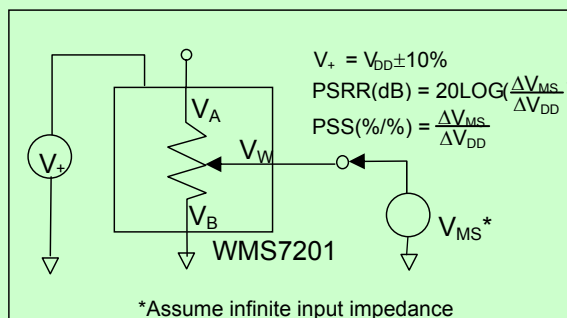 V+ = VDD±10%
PSRR(dB) = 20LOG(ΔVMS/ΔVDD
PSS(%/%) = ΔVMS/ΔVDD
VA
V+
VW
VB
VMS*
WMS7201
*Assume infinite input impedance